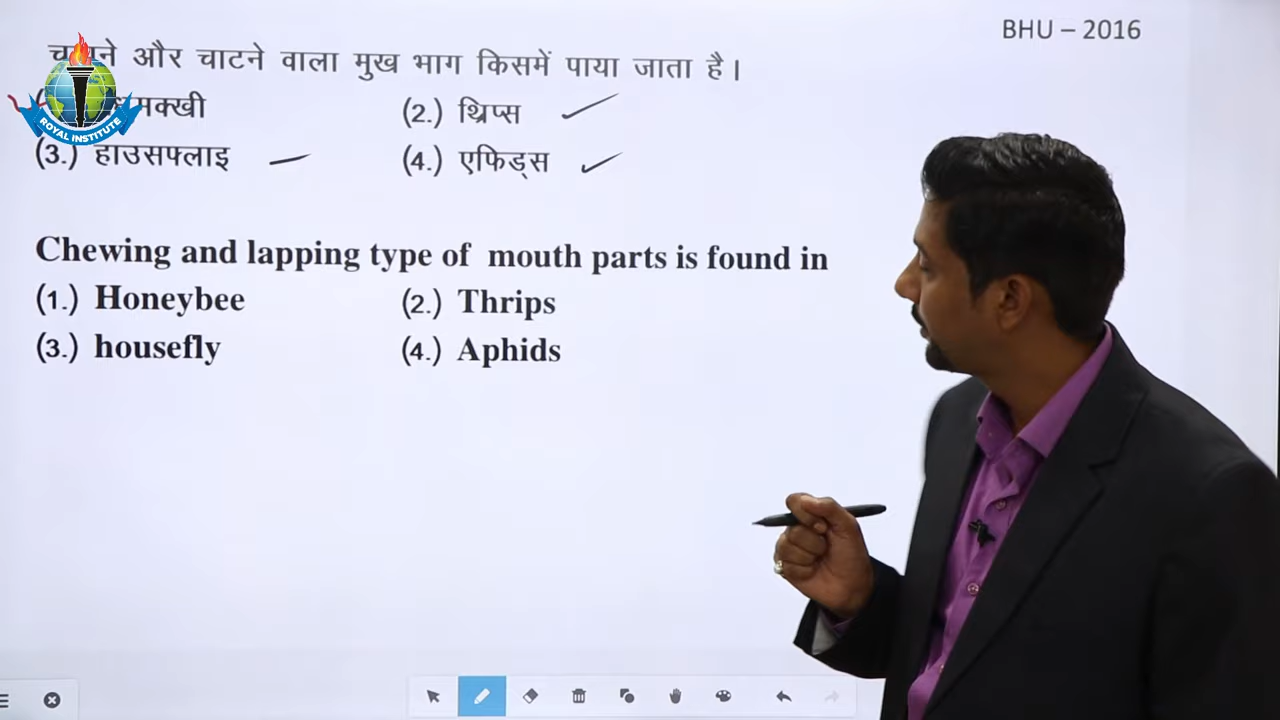 BHU – 2016
और चाटने वाला मुख भाग किसमें पाया जाता है।
(2.) थ्रिप्स
(3.) हाउसफ्लाइ (4.) एफिड्स
ROYAL INSTITUTE
Chewing and lapping type of mouth parts is found in
(1.) Honeybee (2.) Thrips
(3.) housefly (4.) Aphids